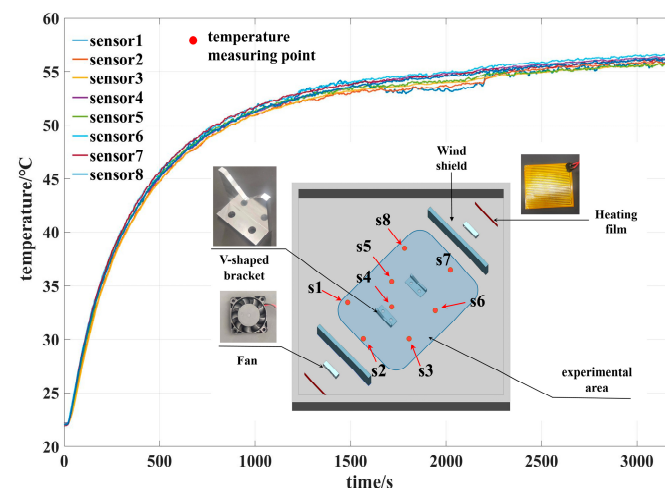 60
55
50
45
40
35
30
25
20
temperature/°C
sensor1
sensor2
sensor3
sensor4
sensor5
scnsor6
sensor7
sensor8
temperature
measuring point
Wind
shield
Heating
film
V-shaped
bracket
Fan
s8
s5
s7
s4
s1
s6
s2
s3
experimental
area
0
500
1000
1500
2000
2500
3000
time/s